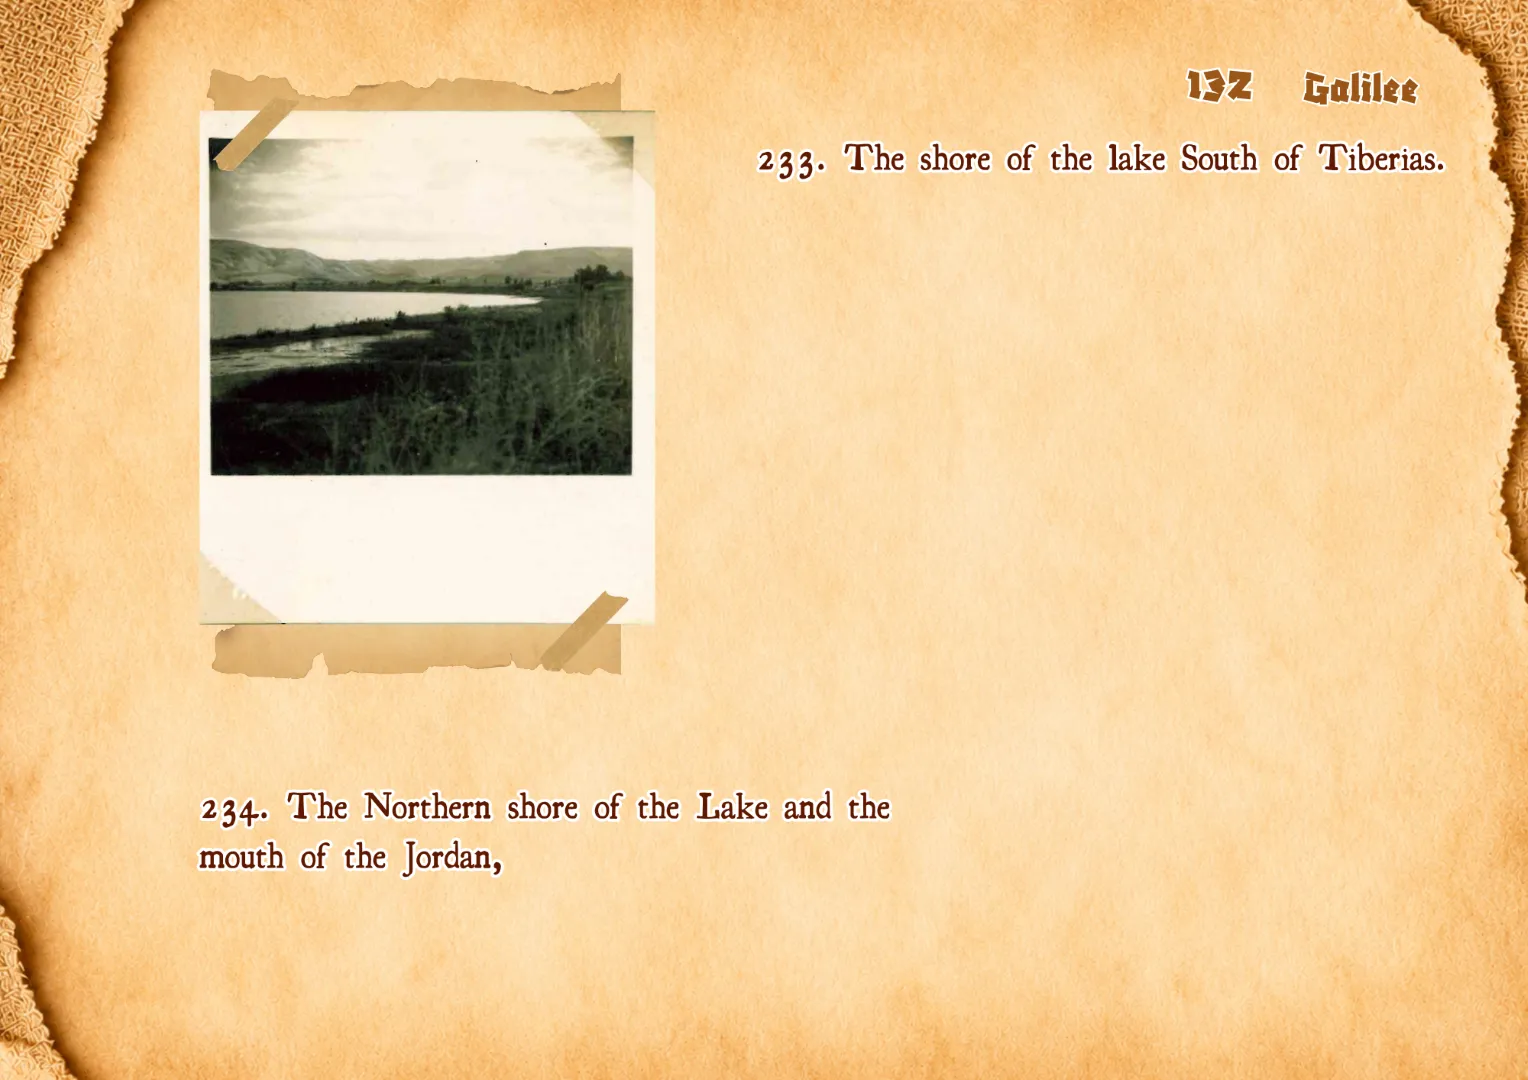 132 Galilee
233. The shore of the lake South of Tiberias.
234. The Northern shore of the Lake and the
mouth of the Jordan,